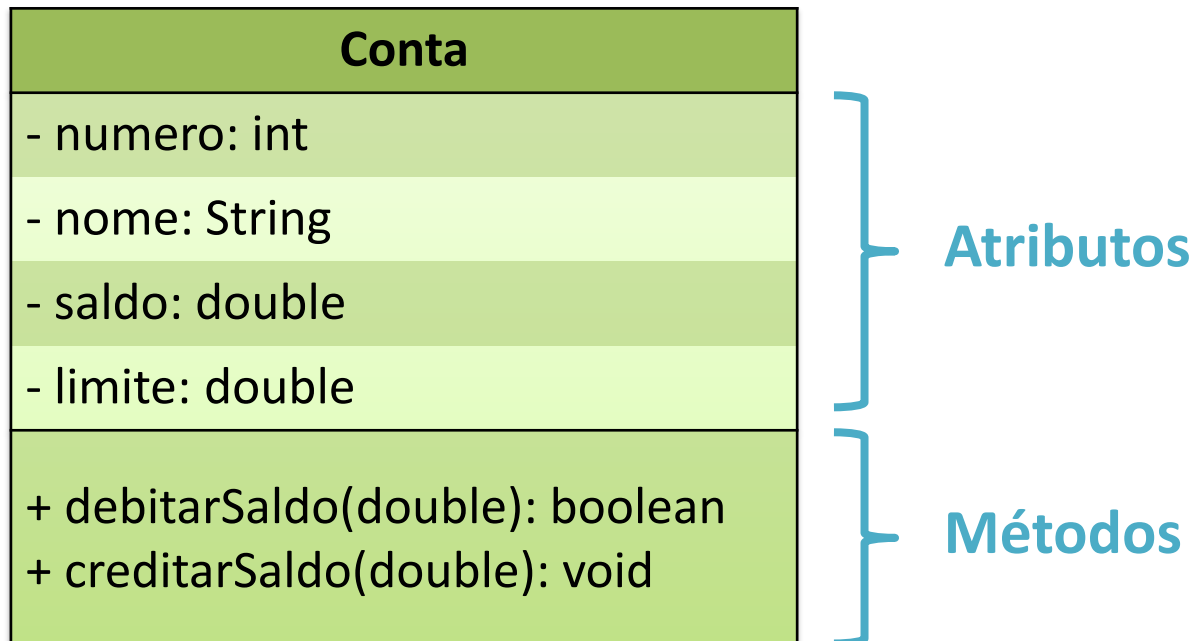 Conta
- numero: int
- nome: String
- saldo: double
- limite: double
Atributos
+ debitarSaldo(double): boolean
+ creditarSaldo(double): void
Métodos